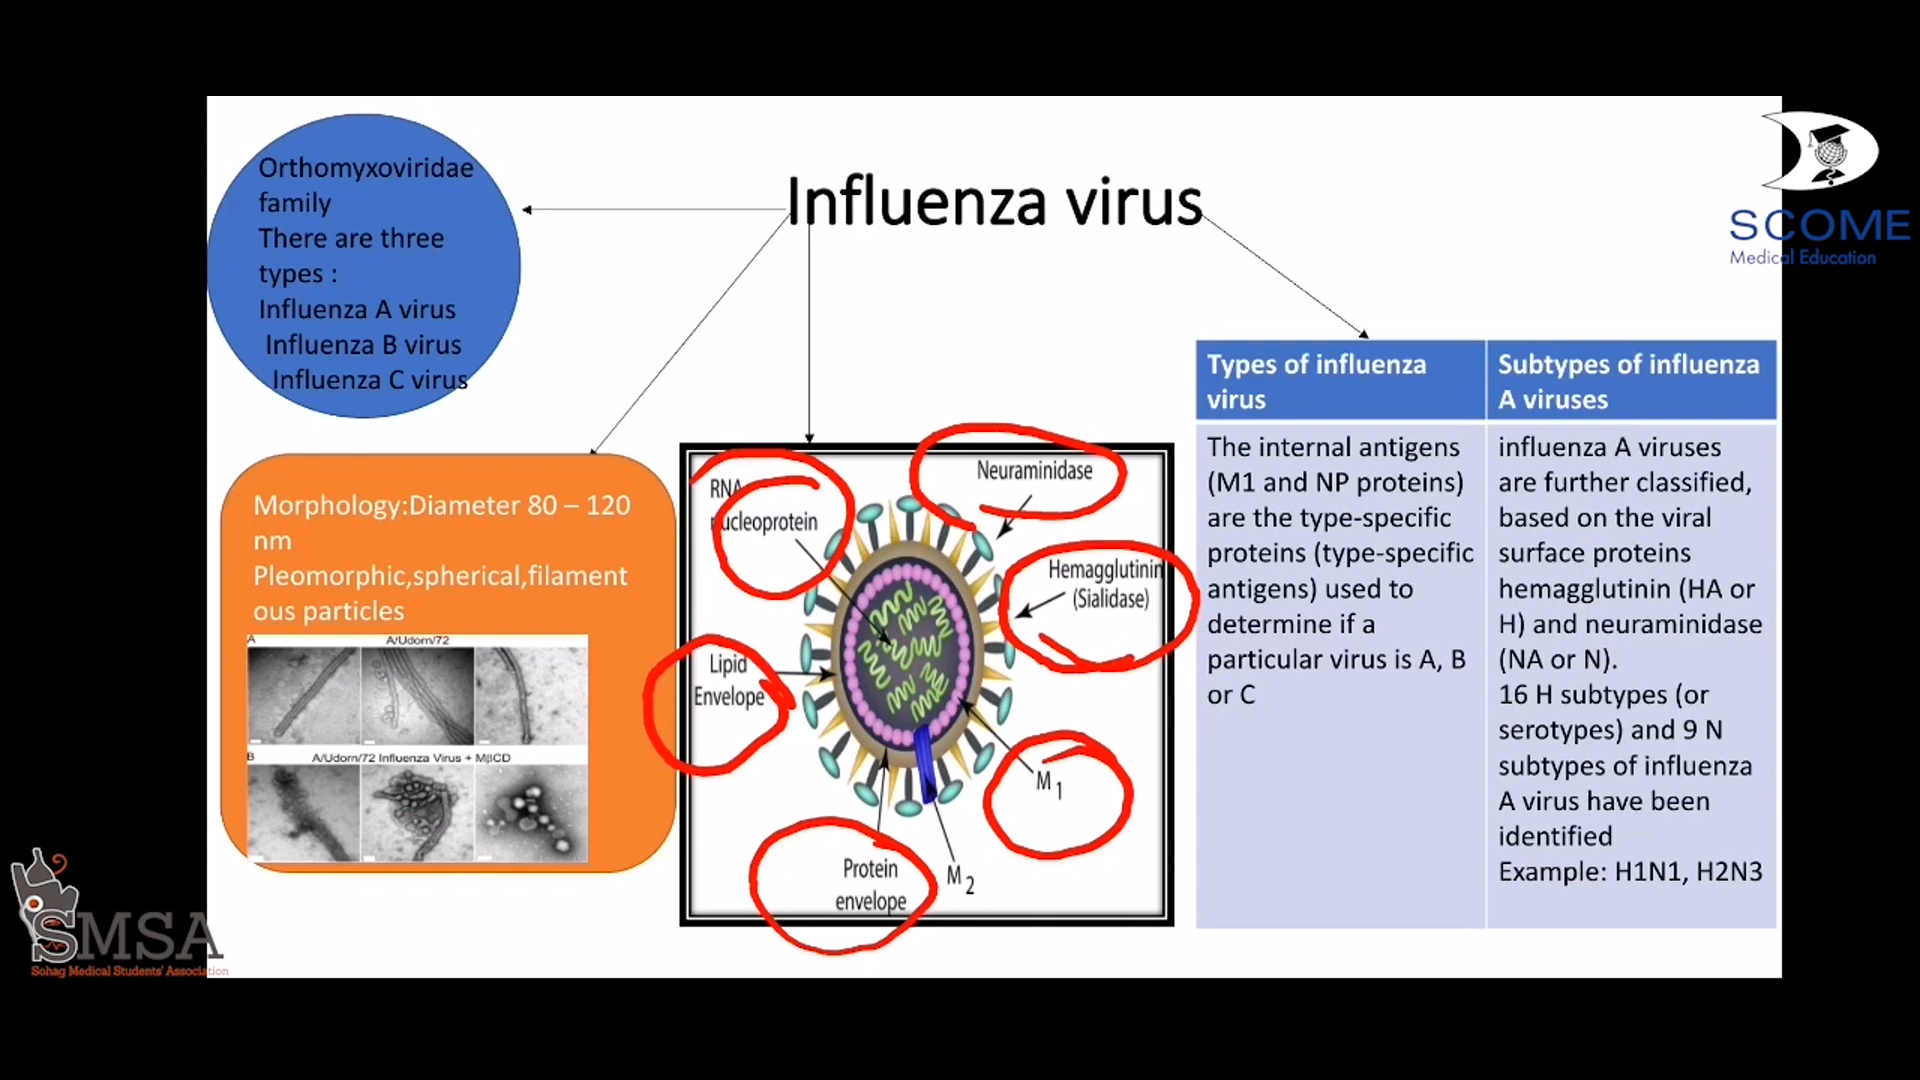 Influenza virus
Orthomyxoviridae
family
There are three
types :
Influenza A virus
Influenza B virus
Influenza C virus
Morphology:Diameter 80 – 120
nm
Pleomorphic,spherical,filament
ous particles
A
A/Udorn/72
B
A/Udorn/72 Influenza Virus + MβCD
RNA
nucleoprotein
Neuraminidase
Hemagglutinin
(Sialidase)
Lipid
Envelope
M1
M2
Protein
envelope
Types of influenza
virus
The internal antigens
(M1 and NP proteins)
are the type-specific
proteins (type-specific
antigens) used to
determine if a
particular virus is A, B
or C
Subtypes of influenza
A viruses
influenza A viruses
are further classified,
based on the viral
surface proteins
hemagglutinin (HA or
H) and neuraminidase
(NA or N).
16 H subtypes (or
serotypes) and 9 N
subtypes of influenza
A virus have been
identified
Example: H1N1, H2N3
SCOME
Medical Education
SMSA
Sohag Medical Students' Association